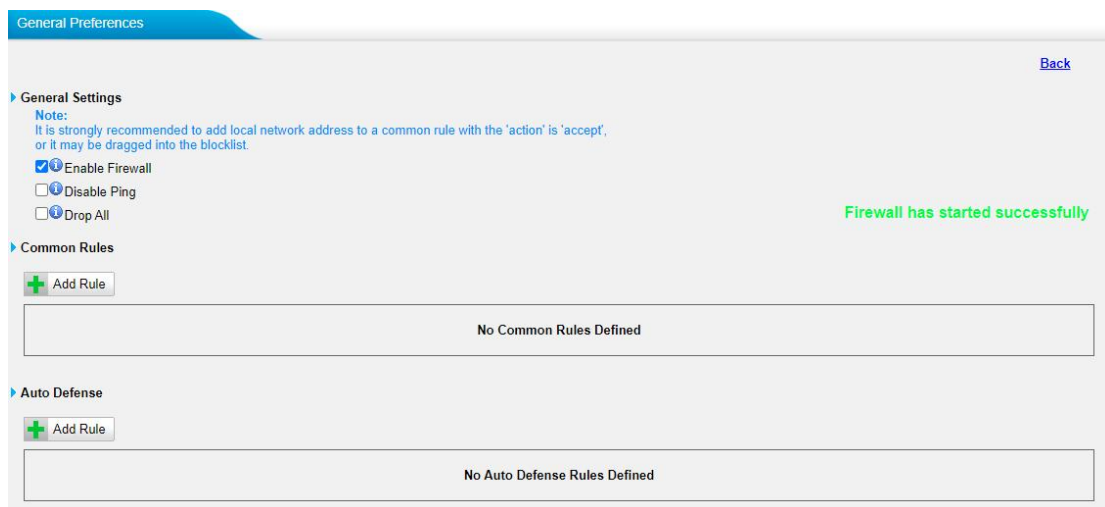 General Preferences
Back
General Settings
Note:
It is strongly recommended to add local network address to a common rule with the 'action' is 'accept',
or it may be dragged into the blocklist.
Enable Firewall
Disable Ping
Drop All
Firewall has started successfully
Common Rules
Add Rule
No Common Rules Defined
Auto Defense
Add Rule
No Auto Defense Rules Defined